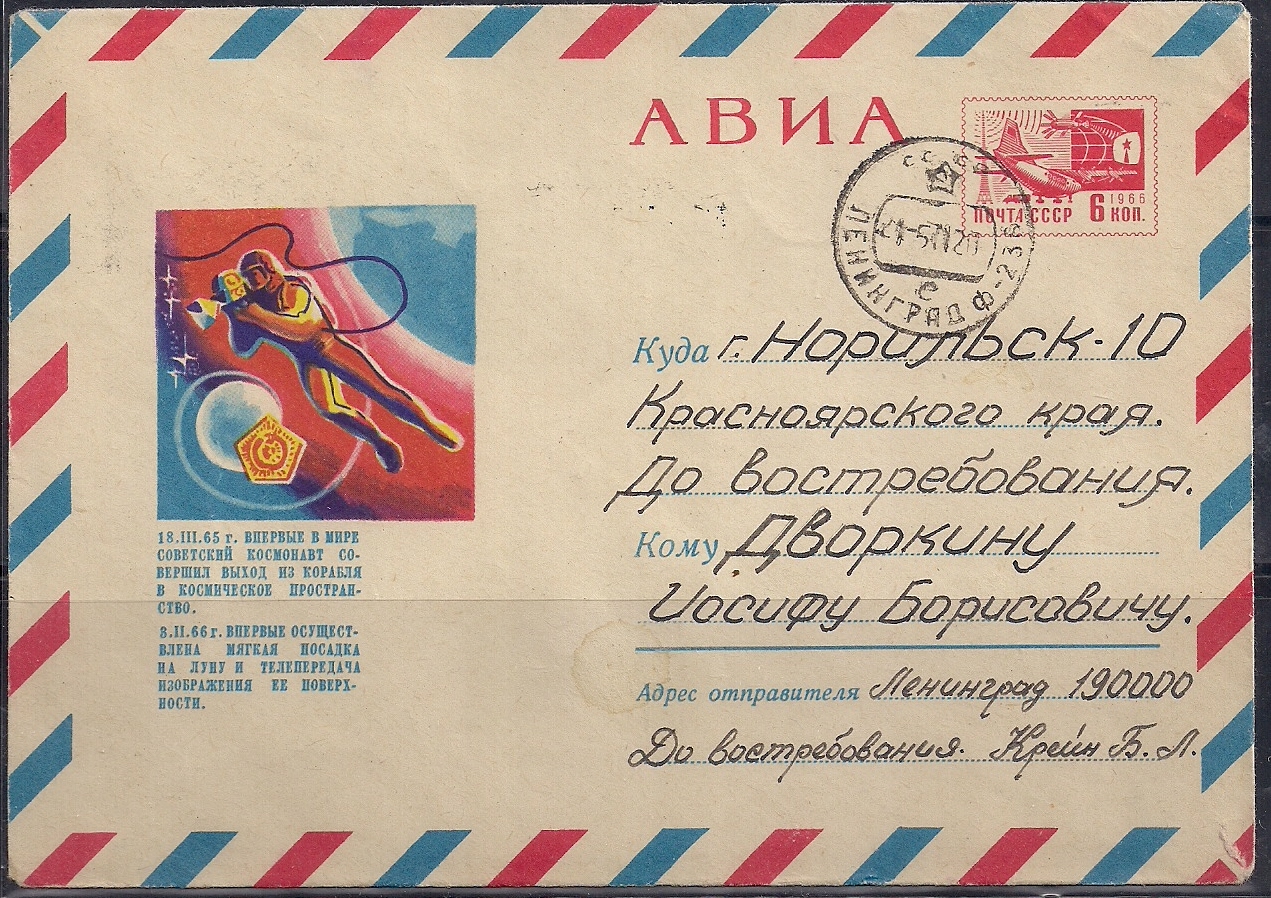 АВИА
1966
ПОЧТА СССР 6 КОП.
СССР
ЛЕНИНГРАД Ф-236
е
Куда г. Норильск-10
Красноярского края.
До востребования.
Кому Дворкину
Иосифу Борисовичу.
Адрес отправителя Ленинград 190000
До востребования. Крейн Б. Л.
18.III.65 г. ВПЕРВЫЕ В МИРЕ
СОВЕТСКИЙ КОСМОНАВТ СО-
ВЕРШИЛ ВЫХОД ИЗ КОРАБЛЯ
В КОСМИЧЕСКОЕ ПРОСТРАН-
СТВО.
3.II.66 г. ВПЕРВЫЕ ОСУЩЕСТ-
ВЛЕНА МЯГКАЯ ПОСАДКА
НА ЛУНУ И ТЕЛЕПЕРЕДАЧА
ИЗОБРАЖЕНИЯ ЕЕ ПОВЕРХ-
НОСТИ.